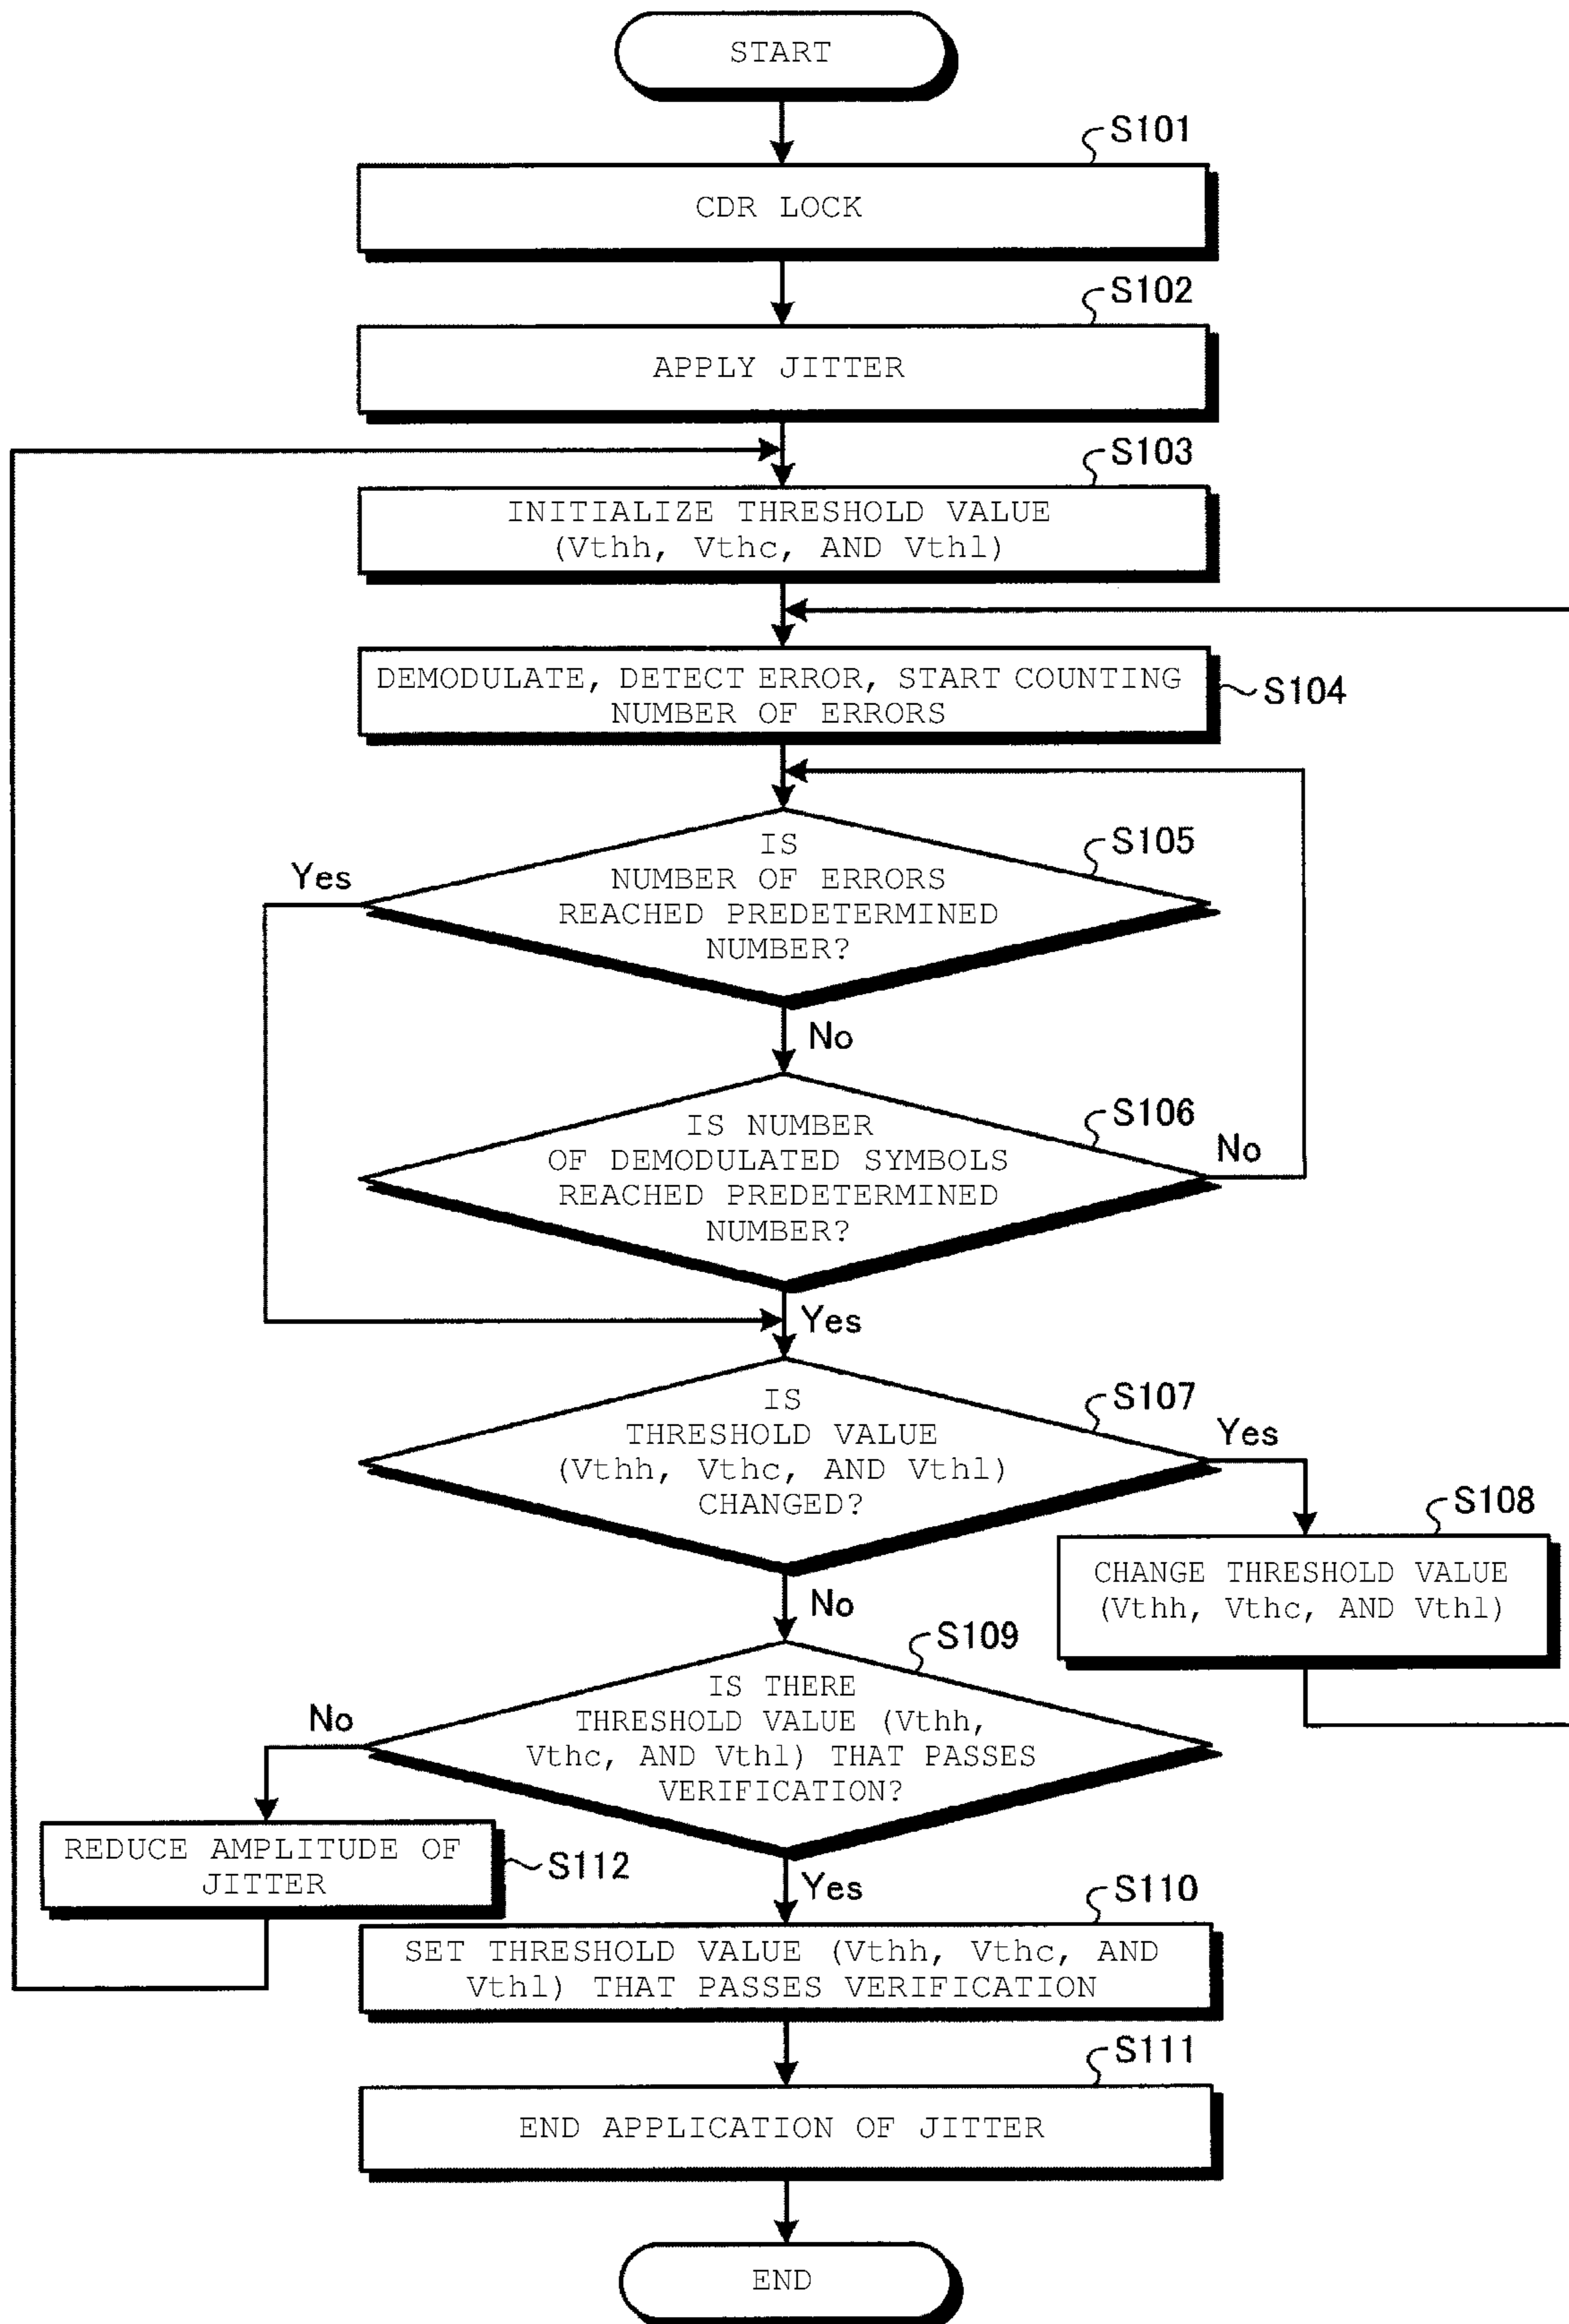 START
S101
CDR LOCK
S102
APPLY JITTER
S103
INITIALIZE THRESHOLD VALUE
(Vthh, Vthc, AND Vthl)
DEMODULATE, DETECT ERROR, START COUNTING
NUMBER OF ERRORS
S104
S105
IS
NUMBER OF ERRORS
REACHED PREDETERMINED
NUMBER?
Yes
No
S106
IS NUMBER
OF DEMODULATED SYMBOLS
REACHED PREDETERMINED
NUMBER?
No
Yes
S107
IS
THRESHOLD VALUE
(Vthh, Vthc, AND Vthl)
CHANGED?
Yes
No
S108
CHANGE THRESHOLD VALUE
(Vthh, Vthc, AND Vthl)
S109
IS THERE
THRESHOLD VALUE (Vthh,
Vthc, AND Vthl) THAT PASSES
VERIFICATION?
No
Yes
REDUCE AMPLITUDE OF
JITTER
S112
S110
SET THRESHOLD VALUE (Vthh, Vthc, AND
Vthl) THAT PASSES VERIFICATION
S111
END APPLICATION OF JITTER
END